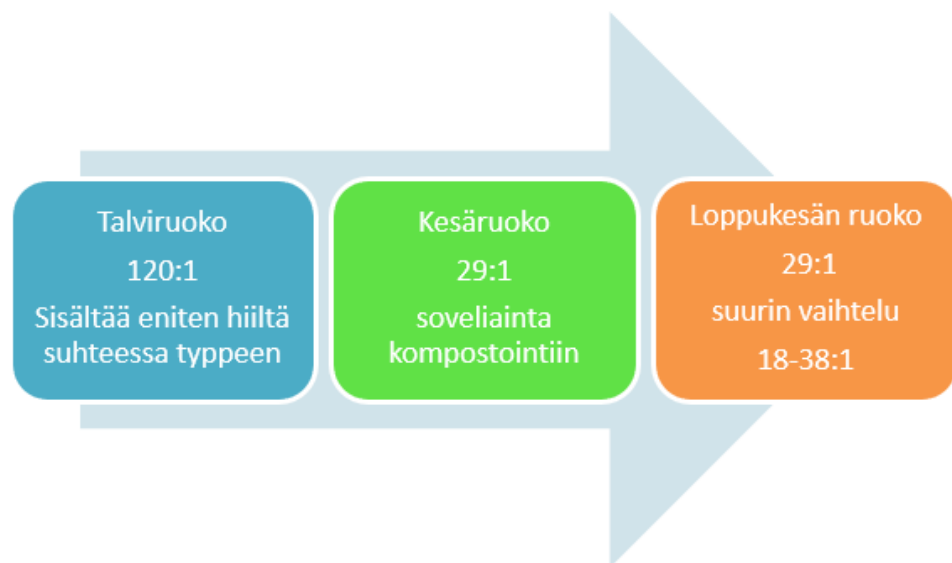 Talviruoko
120:1
Sisältää eniten hiiltä
suhteessa typpeen
Kesäruoko
29:1
soveliainta
kompostointiin
Loppukesän ruoko
29:1
suurin vaihtelu
18-38:1